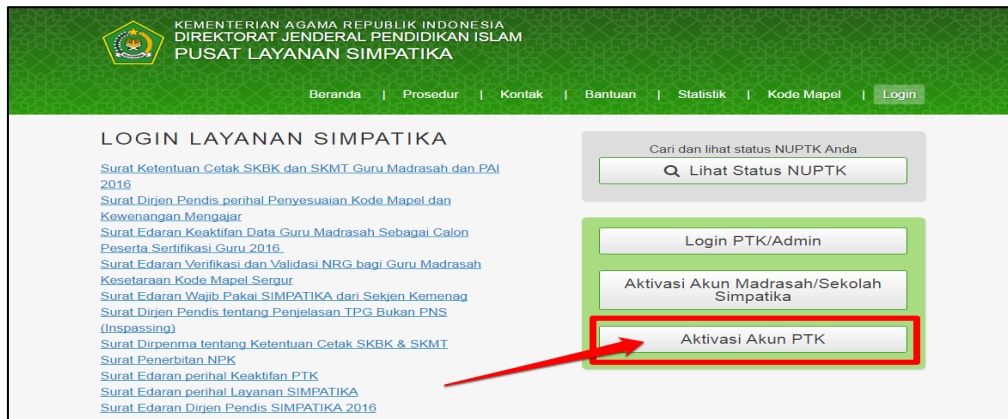 KEMENTERIAN AGAMA REPUBLIK INDONESIA
DIREKTORAT JENDERAL PENDIDIKAN ISLAM
PUSAT LAYANAN SIMPATIKA
Beranda | Prosedur | Kontak | Bantuan | Statistik | Kode Mapel | Login
LOGIN LAYANAN SIMPATIKA
Surat Ketentuan Cetak SKBK dan SKMT Guru Madrasah dan PAI
2016
Surat Dirjen Pendis perihal Penyesuaian Kode Mapel dan
Kewenangan Mengajar
Surat Edaran Keaktifan Data Guru Madrasah Sebagai Calon
Peserta Sertifikasi Guru 2016
Surat Edaran Verifikasi dan Validasi NRG bagi Guru Madrasah
Kesetaraan Kode Mapel Sergur
Surat Edaran Wajib Pakai SIMPATIKA dari Sekjen Kemenag
Surat Dirjen Pendis tentang Penjelasan TPG Bukan PNS
(Inspassing)
Surat Dirpenma tentang Ketentuan Cetak SKBK & SKMT
Surat Penerbitan NPK
Surat Edaran perihal Keaktifan PTK
Surat Edaran perihal Layanan SIMPATIKA
Surat Edaran Dirjen Pendis SIMPATIKA 2016
Cari dan lihat status NUPTK Anda
Lihat Status NUPTK
Login PTK/Admin
Aktivasi Akun Madrasah/Sekolah
Simpatika
Aktivasi Akun PTK